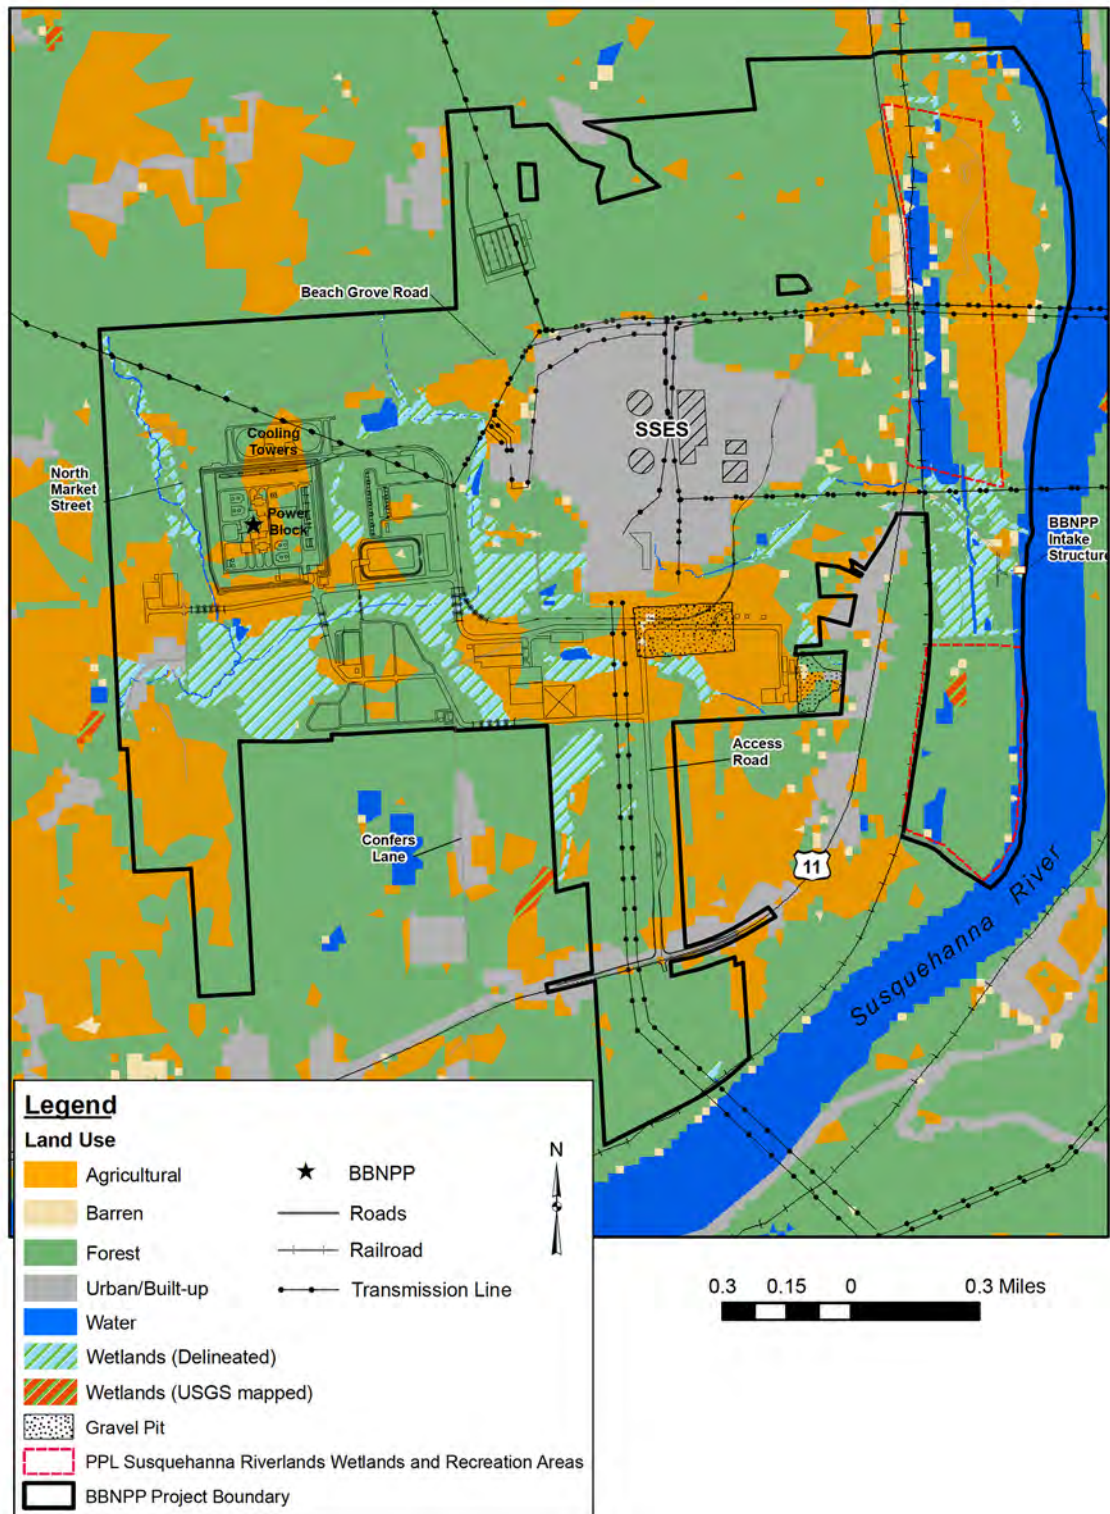 Beach Grove Road
SSES
Cooling
Towers
North
Market
Street
Power
Block
BBNPP
Intake
Structure
Access
Road
Confers
Lane
11
Susquehanna River
Legend
Land Use
Agricultural
Barren
Forest
Urban/Built-up
Water
Wetlands (Delineated)
Wetlands (USGS mapped)
Gravel Pit
PPL Susquehanna Riverlands Wetlands and Recreation Areas
BBNPP Project Boundary
BBNPP
Roads
Railroad
Transmission Line
N
0.3 0.15 0 0.3 Miles